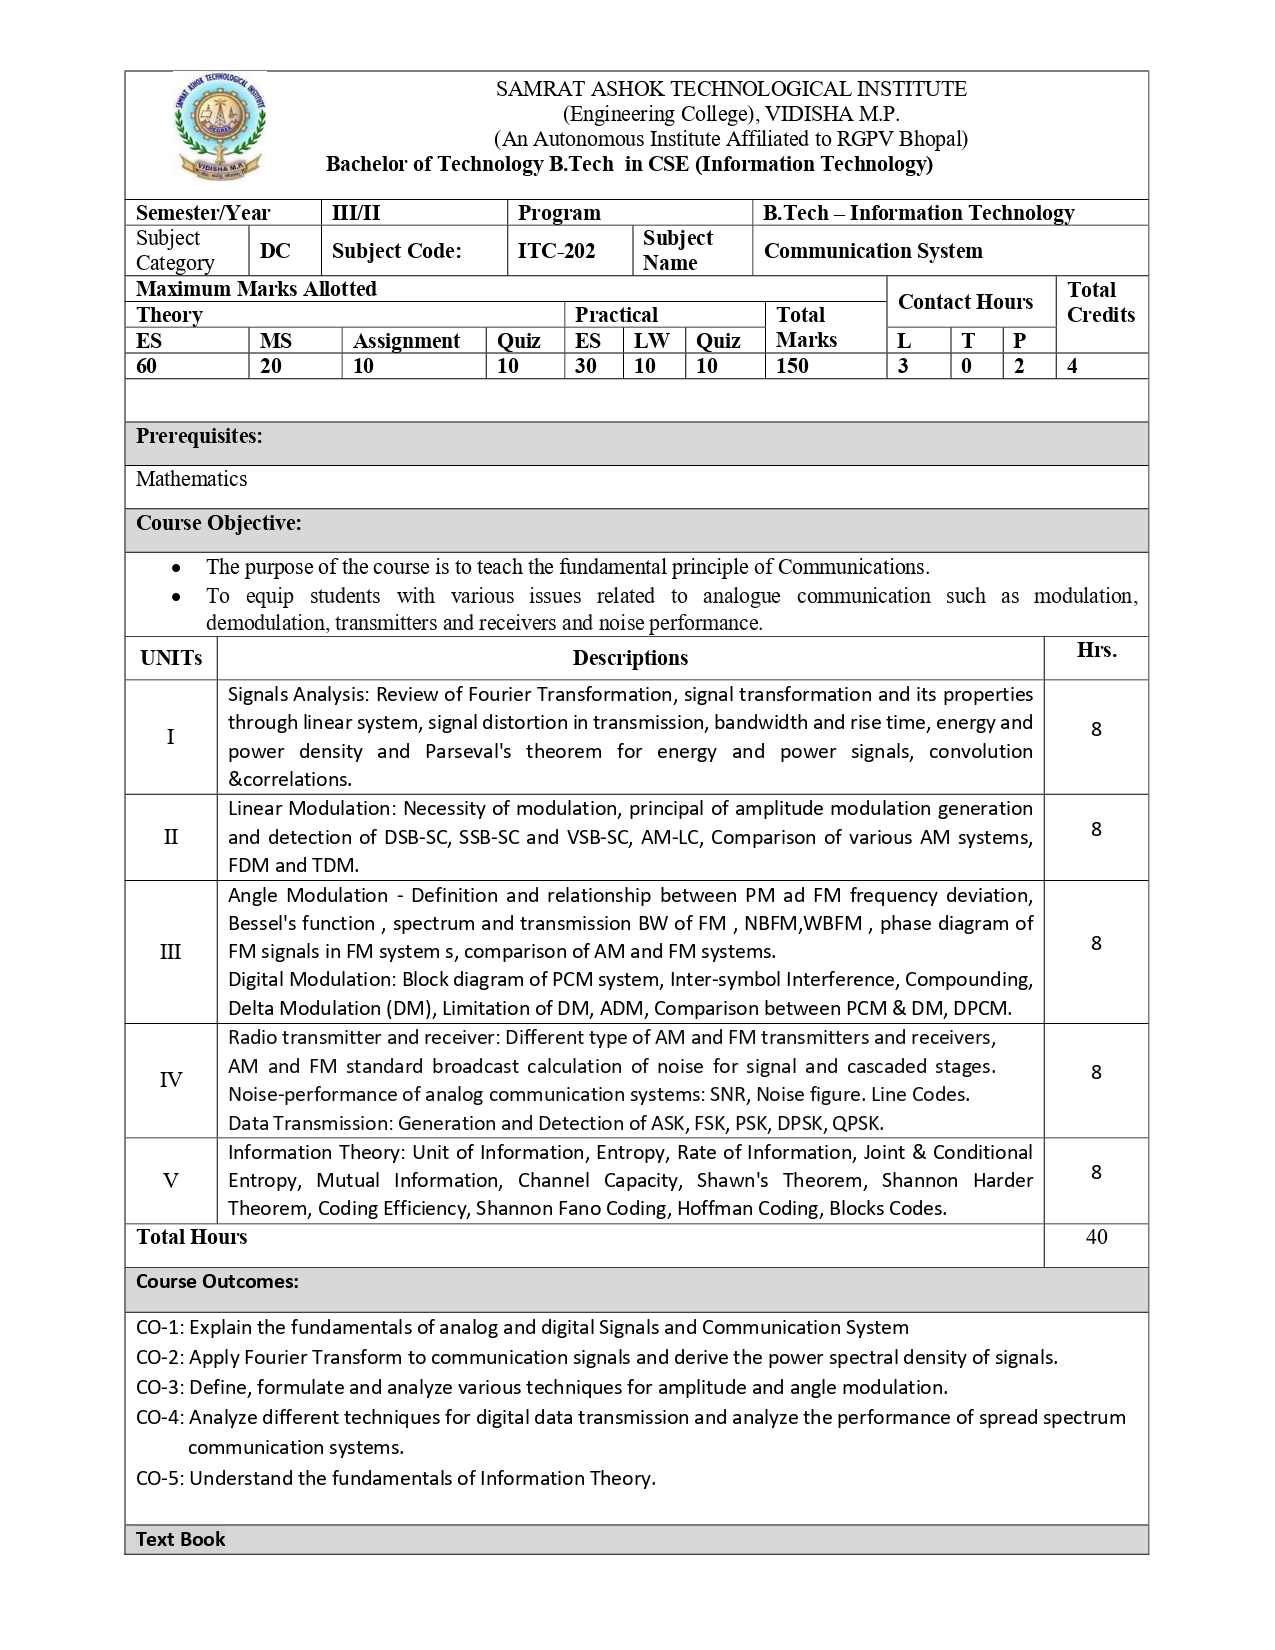 SAMRAT ASHOK TECHNOLOGICAL INSTITUTE
(Engineering College), VIDISHA M.P.
(An Autonomous Institute Affiliated to RGPV Bhopal)
Bachelor of Technology B.Tech in CSE (Information Technology)
SAMRAT ASHOK TECHNOLOGICAL INSTITUTE
DEGREE
VIDISHA M.P.
Semester/Year III/II Program B.Tech – Information Technology
Subject Category DC Subject Code: ITC-202 Subject Name Communication System
Maximum Marks Allotted Contact Hours Total Credits
Theory Practical Total Marks
ES MS Assignment Quiz ES LW Quiz L T P
60 20 10 10 30 10 10 150 3 0 2 4
Prerequisites:
Mathematics
Course Objective:
• The purpose of the course is to teach the fundamental principle of Communications.
• To equip students with various issues related to analogue communication such as modulation,
demodulation, transmitters and receivers and noise performance.
UNITs Descriptions Hrs.
Signals Analysis: Review of Fourier Transformation, signal transformation and its properties
through linear system, signal distortion in transmission, bandwidth and rise time, energy and
I power density and Parseval's theorem for energy and power signals, convolution 8
&correlations.
Linear Modulation: Necessity of modulation, principal of amplitude modulation generation
II and detection of DSB-SC, SSB-SC and VSB-SC, AM-LC, Comparison of various AM systems, 8
FDM and TDM.
Angle Modulation - Definition and relationship between PM ad FM frequency deviation,
Bessel's function , spectrum and transmission BW of FM , NBFM,WBFM , phase diagram of
III FM signals in FM system s, comparison of AM and FM systems. 8
Digital Modulation: Block diagram of PCM system, Inter-symbol Interference, Compounding,
Delta Modulation (DM), Limitation of DM, ADM, Comparison between PCM & DM, DPCM.
Radio transmitter and receiver: Different type of AM and FM transmitters and receivers,
IV AM and FM standard broadcast calculation of noise for signal and cascaded stages. 8
Noise-performance of analog communication systems: SNR, Noise figure. Line Codes.
Data Transmission: Generation and Detection of ASK, FSK, PSK, DPSK, QPSK.
Information Theory: Unit of Information, Entropy, Rate of Information, Joint & Conditional
V Entropy, Mutual Information, Channel Capacity, Shawn's Theorem, Shannon Harder 8
Theorem, Coding Efficiency, Shannon Fano Coding, Hoffman Coding, Blocks Codes.
Total Hours 40
Course Outcomes:
CO-1: Explain the fundamentals of analog and digital Signals and Communication System
CO-2: Apply Fourier Transform to communication signals and derive the power spectral density of signals.
CO-3: Define, formulate and analyze various techniques for amplitude and angle modulation.
CO-4: Analyze different techniques for digital data transmission and analyze the performance of spread spectrum
communication systems.
CO-5: Understand the fundamentals of Information Theory.
Text Book